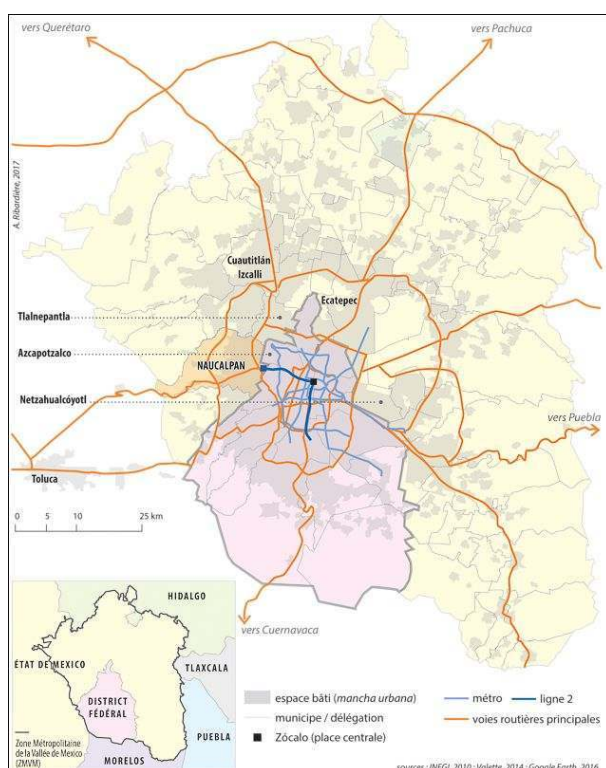 vers Querétaro
vers Pachuca
A. Ribardière, 2017
Cuautitlán
Izcalli
Ecatepec
Tlalnepantla
Azcapotzalco
NAUCALPAN
Netzahualcóyotl
vers Puebla
Toluca
0 5 10 25 km
vers Cuernavaca
HIDALGO
ÉTAT DE MEXICO
TLAXCALA
DISTRICT
FÉDÉRAL
PUEBLA
Zone Métropolitaine
de la Vallée de Mexico
(ZMVM)
MORELOS
espace bâti (mancha urbana)
municipe / délégation
Zócalo (place centrale)
métro
ligne 2
voies routières principales
sources : INEGI, 2010 ; Valette, 2014 ; Google Earth, 2016